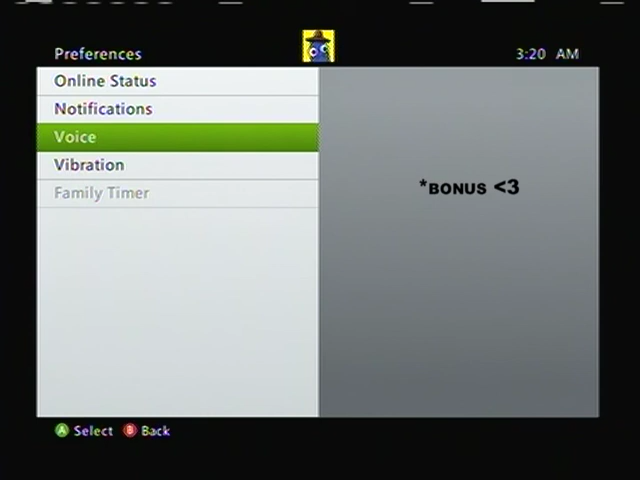 Preferences
3:20 AM
Online Status
Notifications
Voice
Vibration
Family Timer
*BONUS <3
A Select B Back